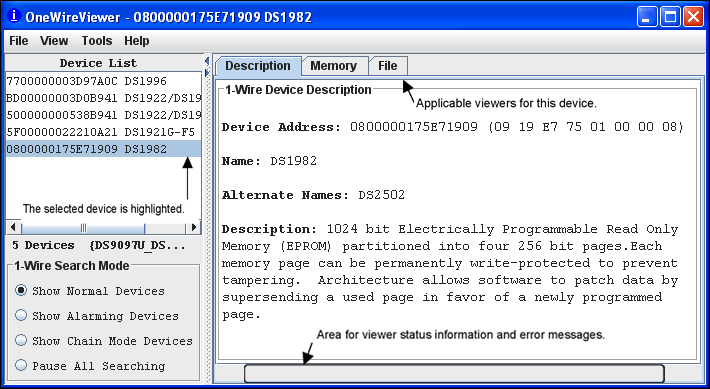 OneWireViewer - 0800000175E71909 DS1982
File View Tools Help
Device List
7700000003D97A0C DS1996
BD00000003D0B941 DS1922/DS19
500000000538B941 DS1922/DS19
5F00000022210A21 DS1921G-F5
0800000175E71909 DS1982
The selected device is highlighted.
5 Devices {DS9097U_DS...
1-Wire Search Mode
Show Normal Devices
Show Alarming Devices
Show Chain Mode Devices
Pause All Searching
Description Memory File
Applicable viewers for this device.
1-Wire Device Description
Device Address: 0800000175E71909 (09 19 E7 75 01 00 00 08)
Name: DS1982
Alternate Names: DS2502
Description: 1024 bit Electrically Programmable Read Only
Memory (EPROM) partitioned into four 256 bit pages.Each
memory page can be permanently write-protected to prevent
tampering. Architecture allows software to patch data by
supersending a used page in favor of a newly programmed
page.
Area for viewer status information and error messages.